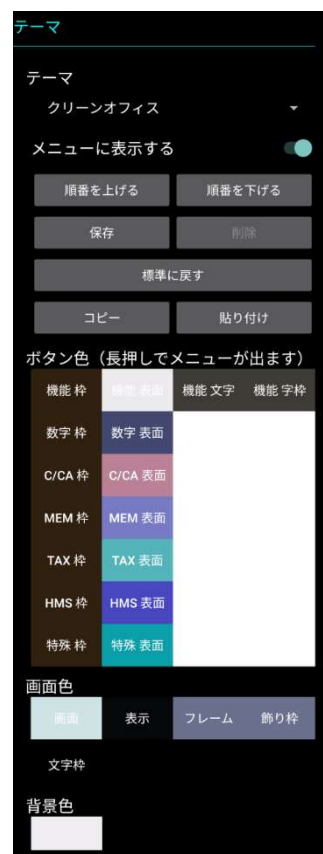 テーマ
テーマ
クリーンオフィス
メニューに表示する
順番を上げる 順番を下げる
保存 削除
標準に戻す
コピー 貼り付け
ボタン色（長押しでメニューが出ます）
機能 枠 機能 表面 機能 文字 機能 字枠
数字 枠 数字 表面
C/CA 枠 C/CA 表面
MEM 枠 MEM 表面
TAX 枠 TAX 表面
HMS 枠 HMS 表面
特殊 枠 特殊 表面
画面色
画面 表示 フレーム 飾り枠
文字枠
背景色